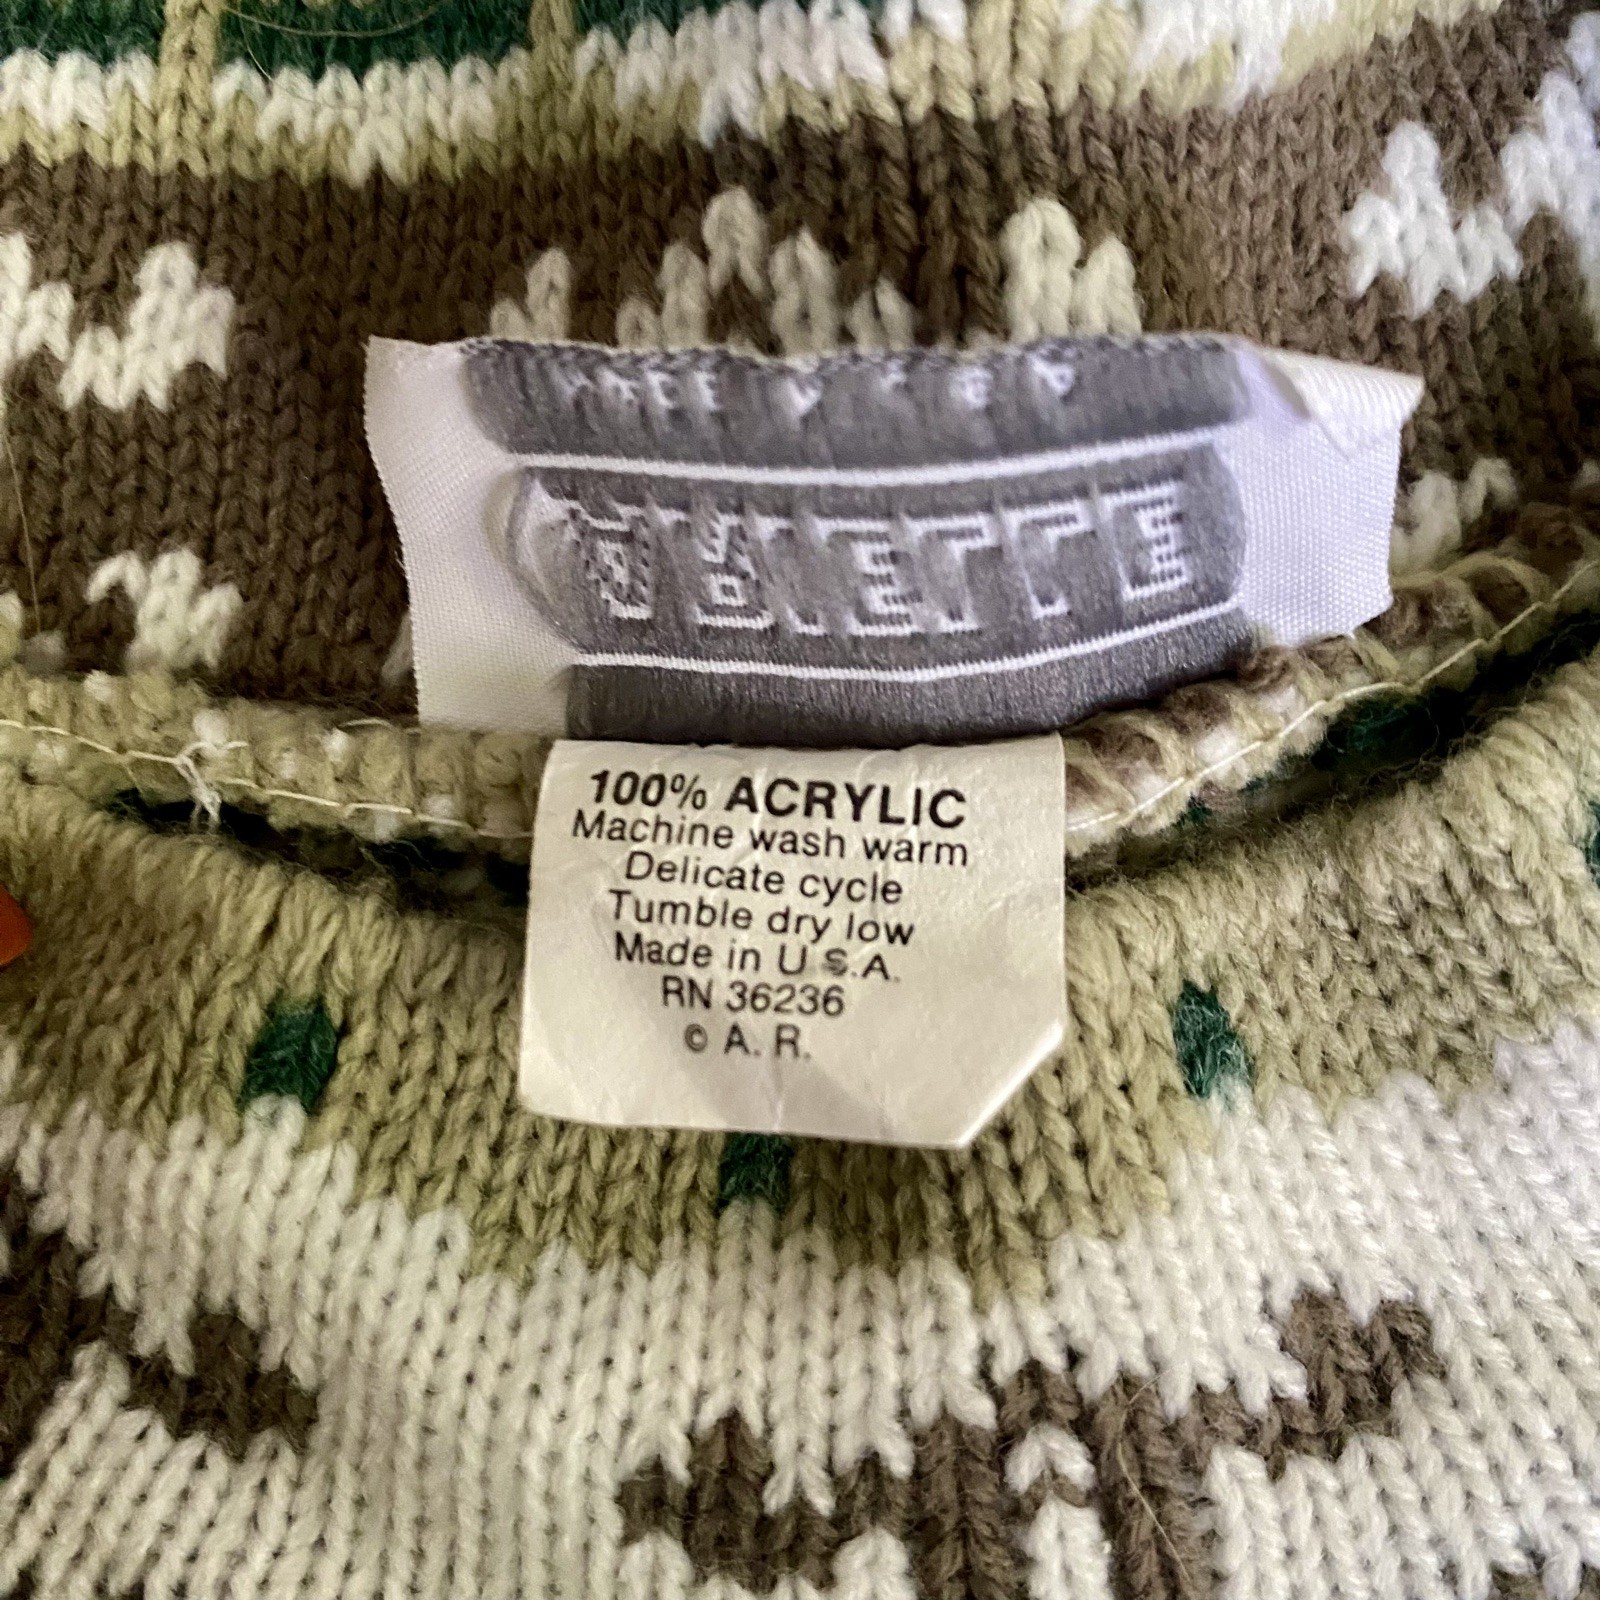 100% ACRYLIC
Machine wash warm
Delicate cycle
Tumble dry low
Made in U S.A.
RN 36236
© A. R.